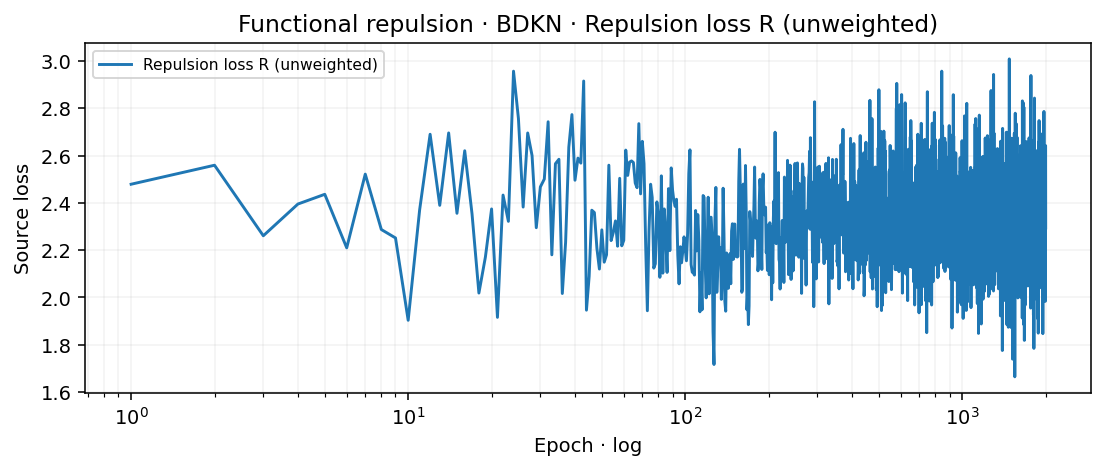 Functional repulsion · BDKN · Repulsion loss R (unweighted)
Repulsion loss R (unweighted)
Source loss
3.0
2.8
2.6
2.4
2.2
2.0
1.8
1.6
10⁰ 10¹ 10² 10³
Epoch · log